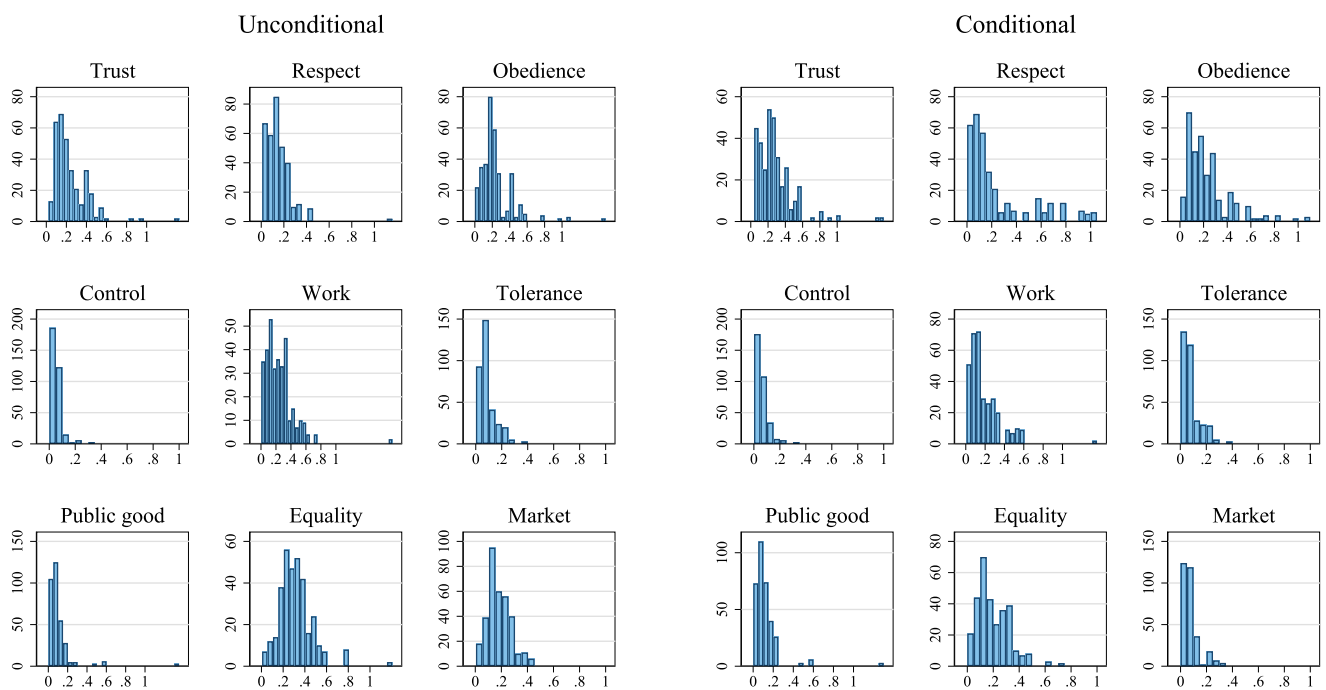 Unconditional
Conditional
Trust
Respect
Obedience
Trust
Respect
Obedience
0 20 40 60 80
0 20 40 60 80
0 20 40 60 80
0 20 40 60
0 20 40 60 80
0 20 40 60 80
0 .2 .4 .6 .8 1
0 .2 .4 .6 .8 1
0 .2 .4 .6 .8 1
0 .2 .4 .6 .8 1
0 .2 .4 .6 .8 1
0 .2 .4 .6 .8 1
Control
Work
Tolerance
Control
Work
Tolerance
0 50 100 150 200
0 10 20 30 40 50
0 50 100 150
0 50 100 150 200
0 20 40 60 80
0 50 100 150
0 .2 .4 .6 .8 1
0 .2 .4 .6 .8 1
0 .2 .4 .6 .8 1
0 .2 .4 .6 .8 1
0 .2 .4 .6 .8 1
0 .2 .4 .6 .8 1
Public good
Equality
Market
Public good
Equality
Market
0 50 100 150
0 20 40 60
0 20 40 60 80 100
0 50 100
0 20 40 60 80
0 50 100 150
0 .2 .4 .6 .8 1
0 .2 .4 .6 .8 1
0 .2 .4 .6 .8 1
0 .2 .4 .6 .8 1
0 .2 .4 .6 .8 1
0 .2 .4 .6 .8 1